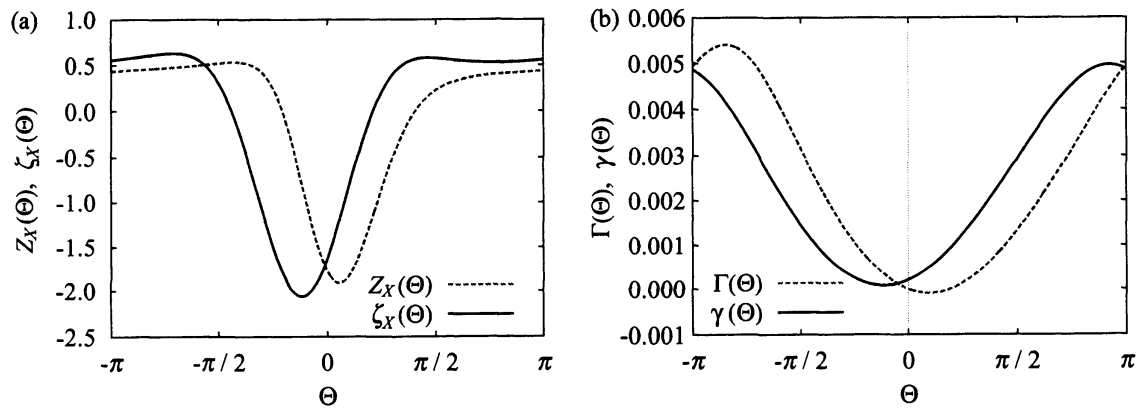 (a)
1.0
0.5
0.0
-0.5
-1.0
-1.5
-2.0
-2.5
Z_X(Θ), ζ_X(Θ)
Z_X(Θ)
ζ_X(Θ)
-π
-π / 2
0
π / 2
π
Θ
(b)
0.006
0.005
0.004
0.003
0.002
0.001
0.000
-0.001
Γ(Θ), γ(Θ)
Γ(Θ)
γ(Θ)
-π
-π / 2
0
π / 2
π
Θ